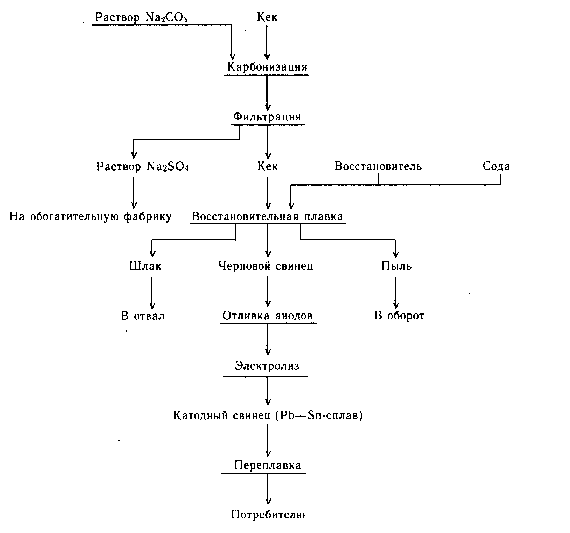 Раствор Na₂CO₃ Кек
Карбонизация
Фильтрация
Раствор Na₂SO₄ Кек Восстановитель Сода
На обогатительную фабрику Восстановительная плавка
Шлак Черновой свинец Пыль
В отвал Отливка анодов В оборот
Электролиз
Катодный свинец (Pb—Sn-сплав)
Переплавка
Потребителю